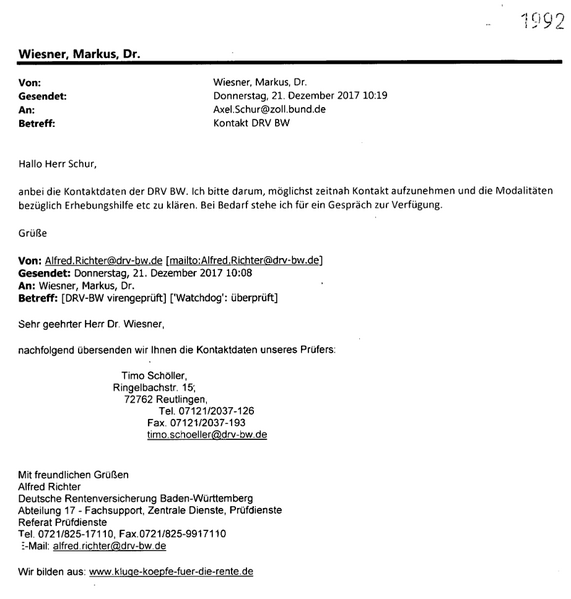 1992
Wiesner, Markus, Dr.
Von: Wiesner, Markus, Dr.
Gesendet: Donnerstag, 21. Dezember 2017 10:19
An: Axel.Schur@zoll.bund.de
Betreff: Kontakt DRV BW
Hallo Herr Schur,
anbei die Kontaktdaten der DRV BW. Ich bitte darum, möglichst zeitnah Kontakt aufzunehmen und die Modalitäten
bezüglich Erhebungshilfe etc zu klären. Bei Bedarf stehe ich für ein Gespräch zur Verfügung.
Grüße
Von: Alfred.Richter@drv-bw.de [mailto:Alfred.Richter@drv-bw.de]
Gesendet: Donnerstag, 21. Dezember 2017 10:08
An: Wiesner, Markus, Dr.
Betreff: [DRV-BW virengeprüft] ['Watchdog': überprüft]
Sehr geehrter Herr Dr. Wiesner,
nachfolgend übersenden wir Ihnen die Kontaktdaten unseres Prüfers:
Timo Schöller,
Ringelbachstr. 15;
72762 Reutlingen,
Tel. 07121/2037-126
Fax. 07121/2037-193
timo.schoeller@drv-bw.de
Mit freundlichen Grüßen
Alfred Richter
Deutsche Rentenversicherung Baden-Württemberg
Abteilung 17 - Fachsupport, Zentrale Dienste, Prüfdienste
Referat Prüfdienste
Tel. 0721/825-17110, Fax.0721/825-9917110
E-Mail: alfred.richter@drv-bw.de
Wir bilden aus: www.kluge-koepfe-fuer-die-rente.de